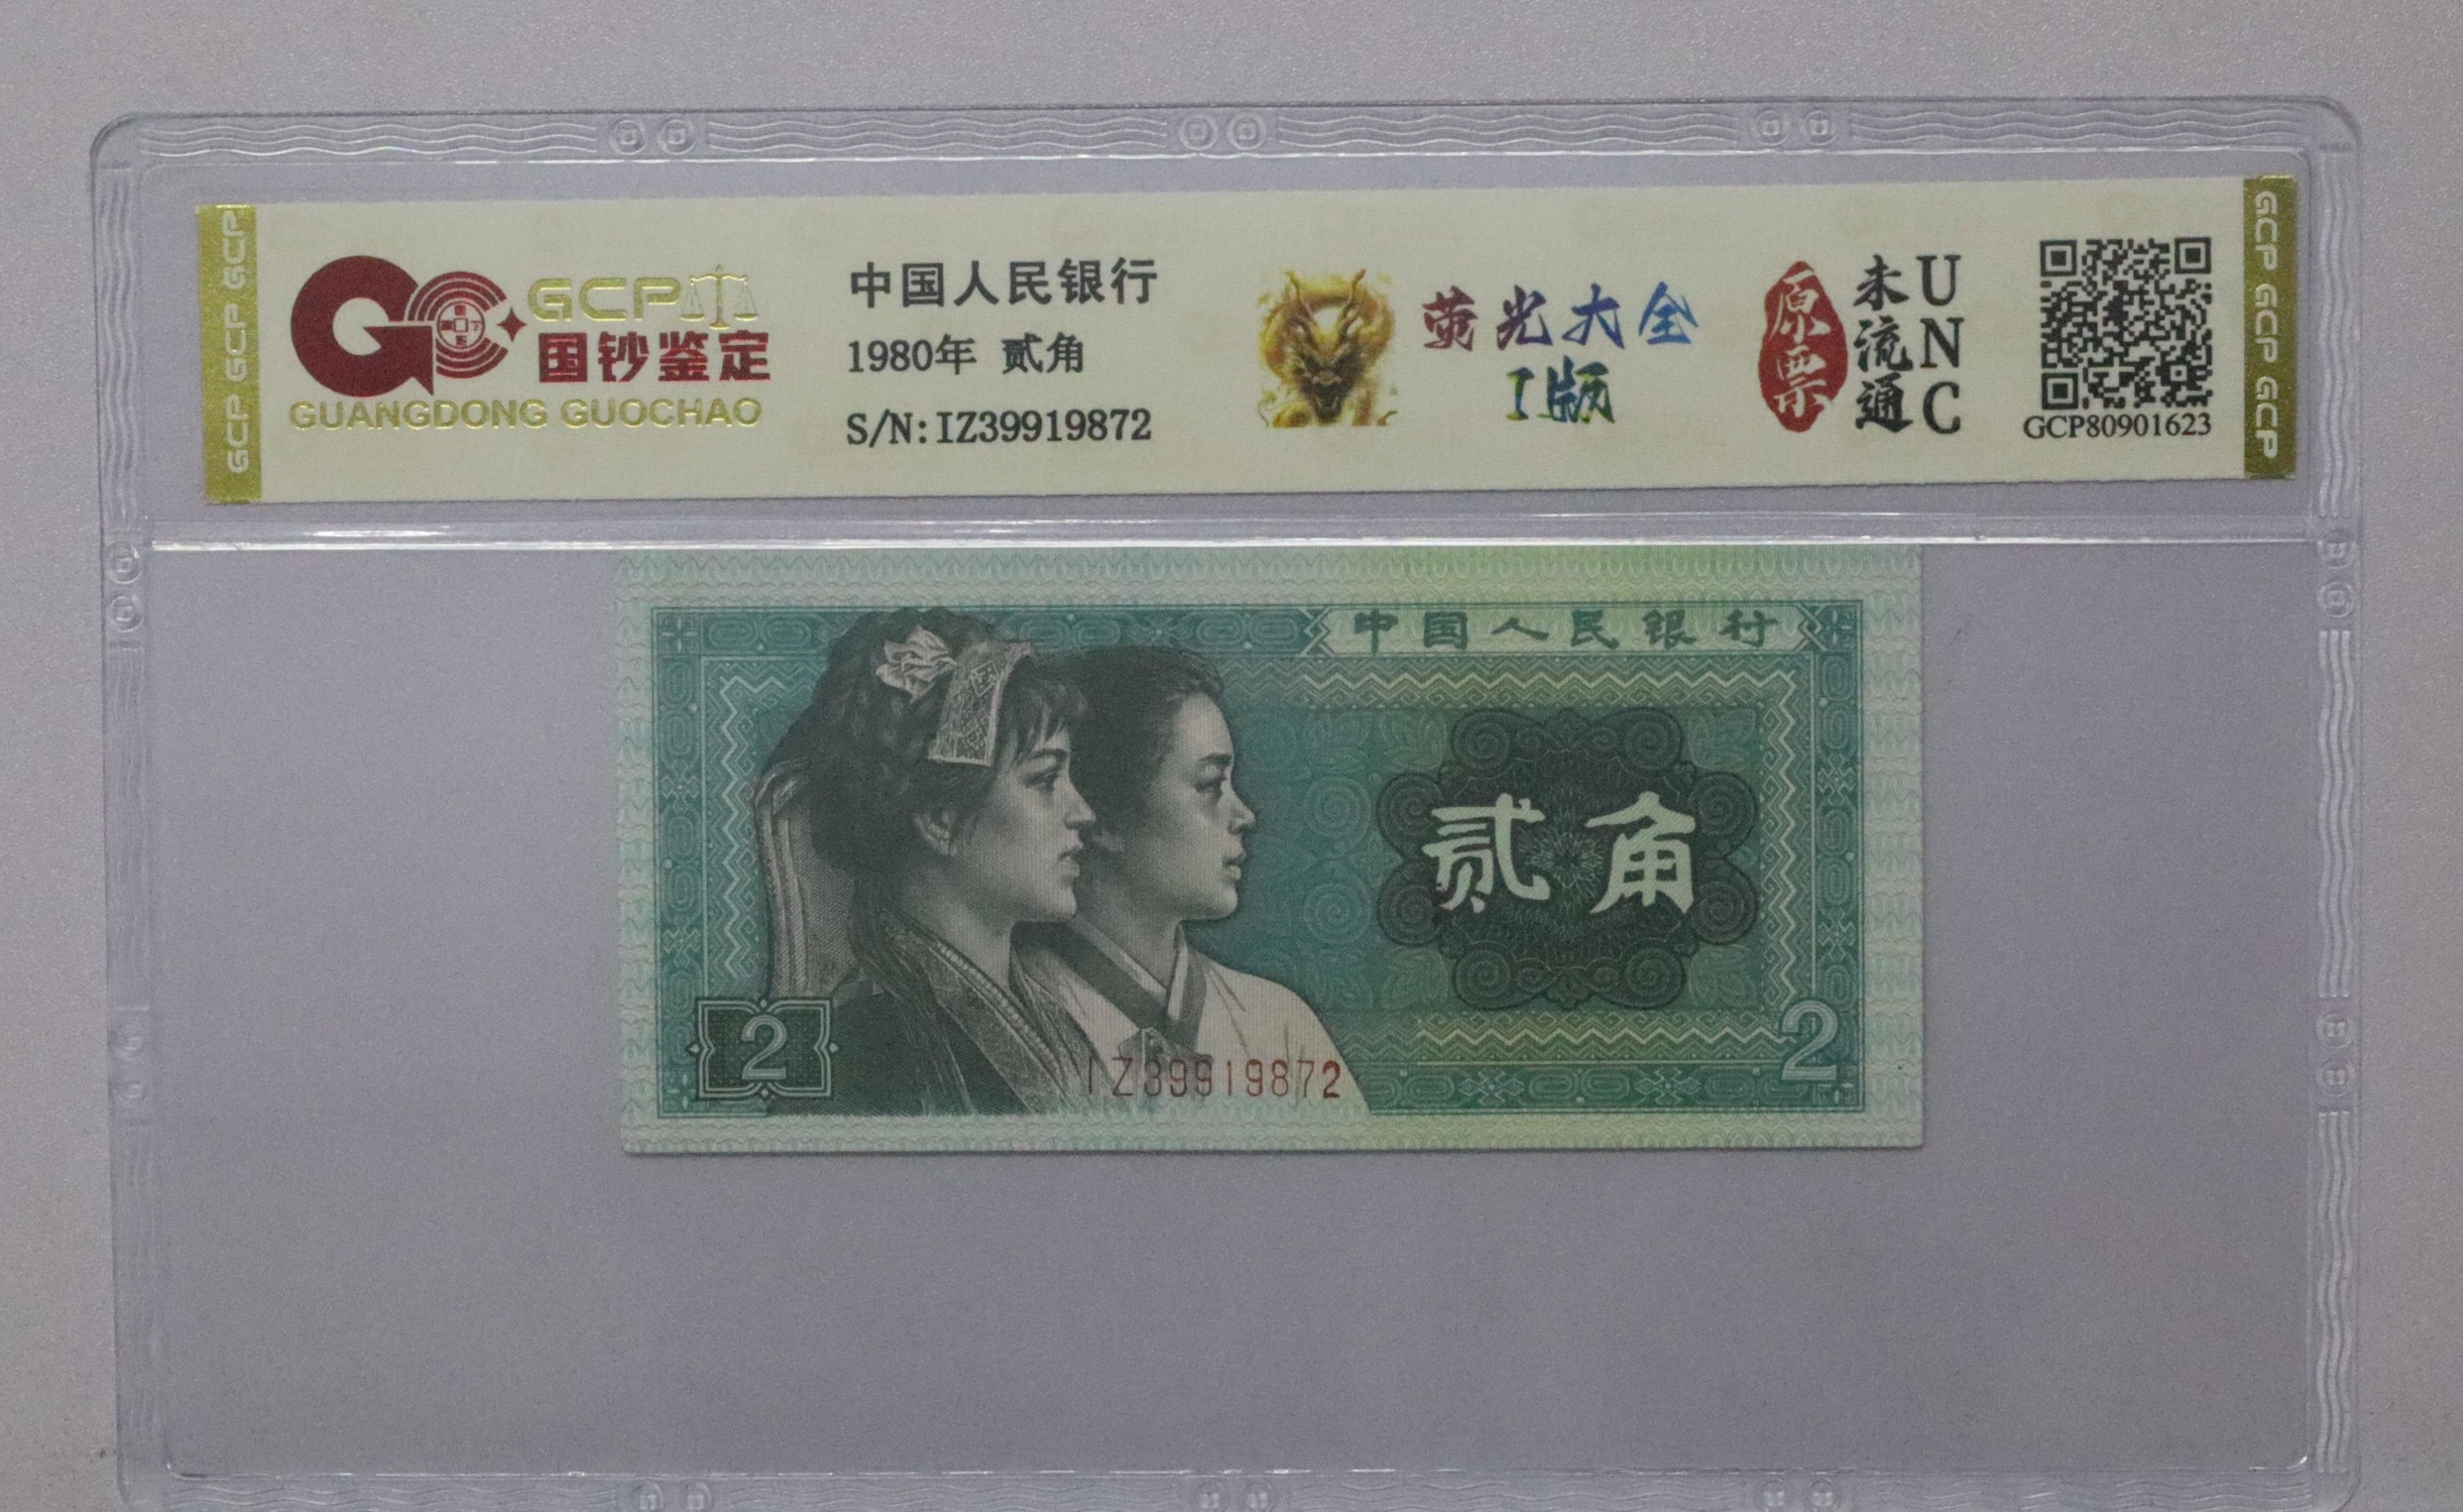 GCP GCP GCP
GCP
国钞鉴定
GUANGDONG GUOCHAO
中国人民银行
1980年 贰角
S/N:IZ39919872
萤光大全
I版
原票
未流通
UNC
GCP80901623
GCP GCP GCP
中国人民银行
贰角
2
IZ39919872
2